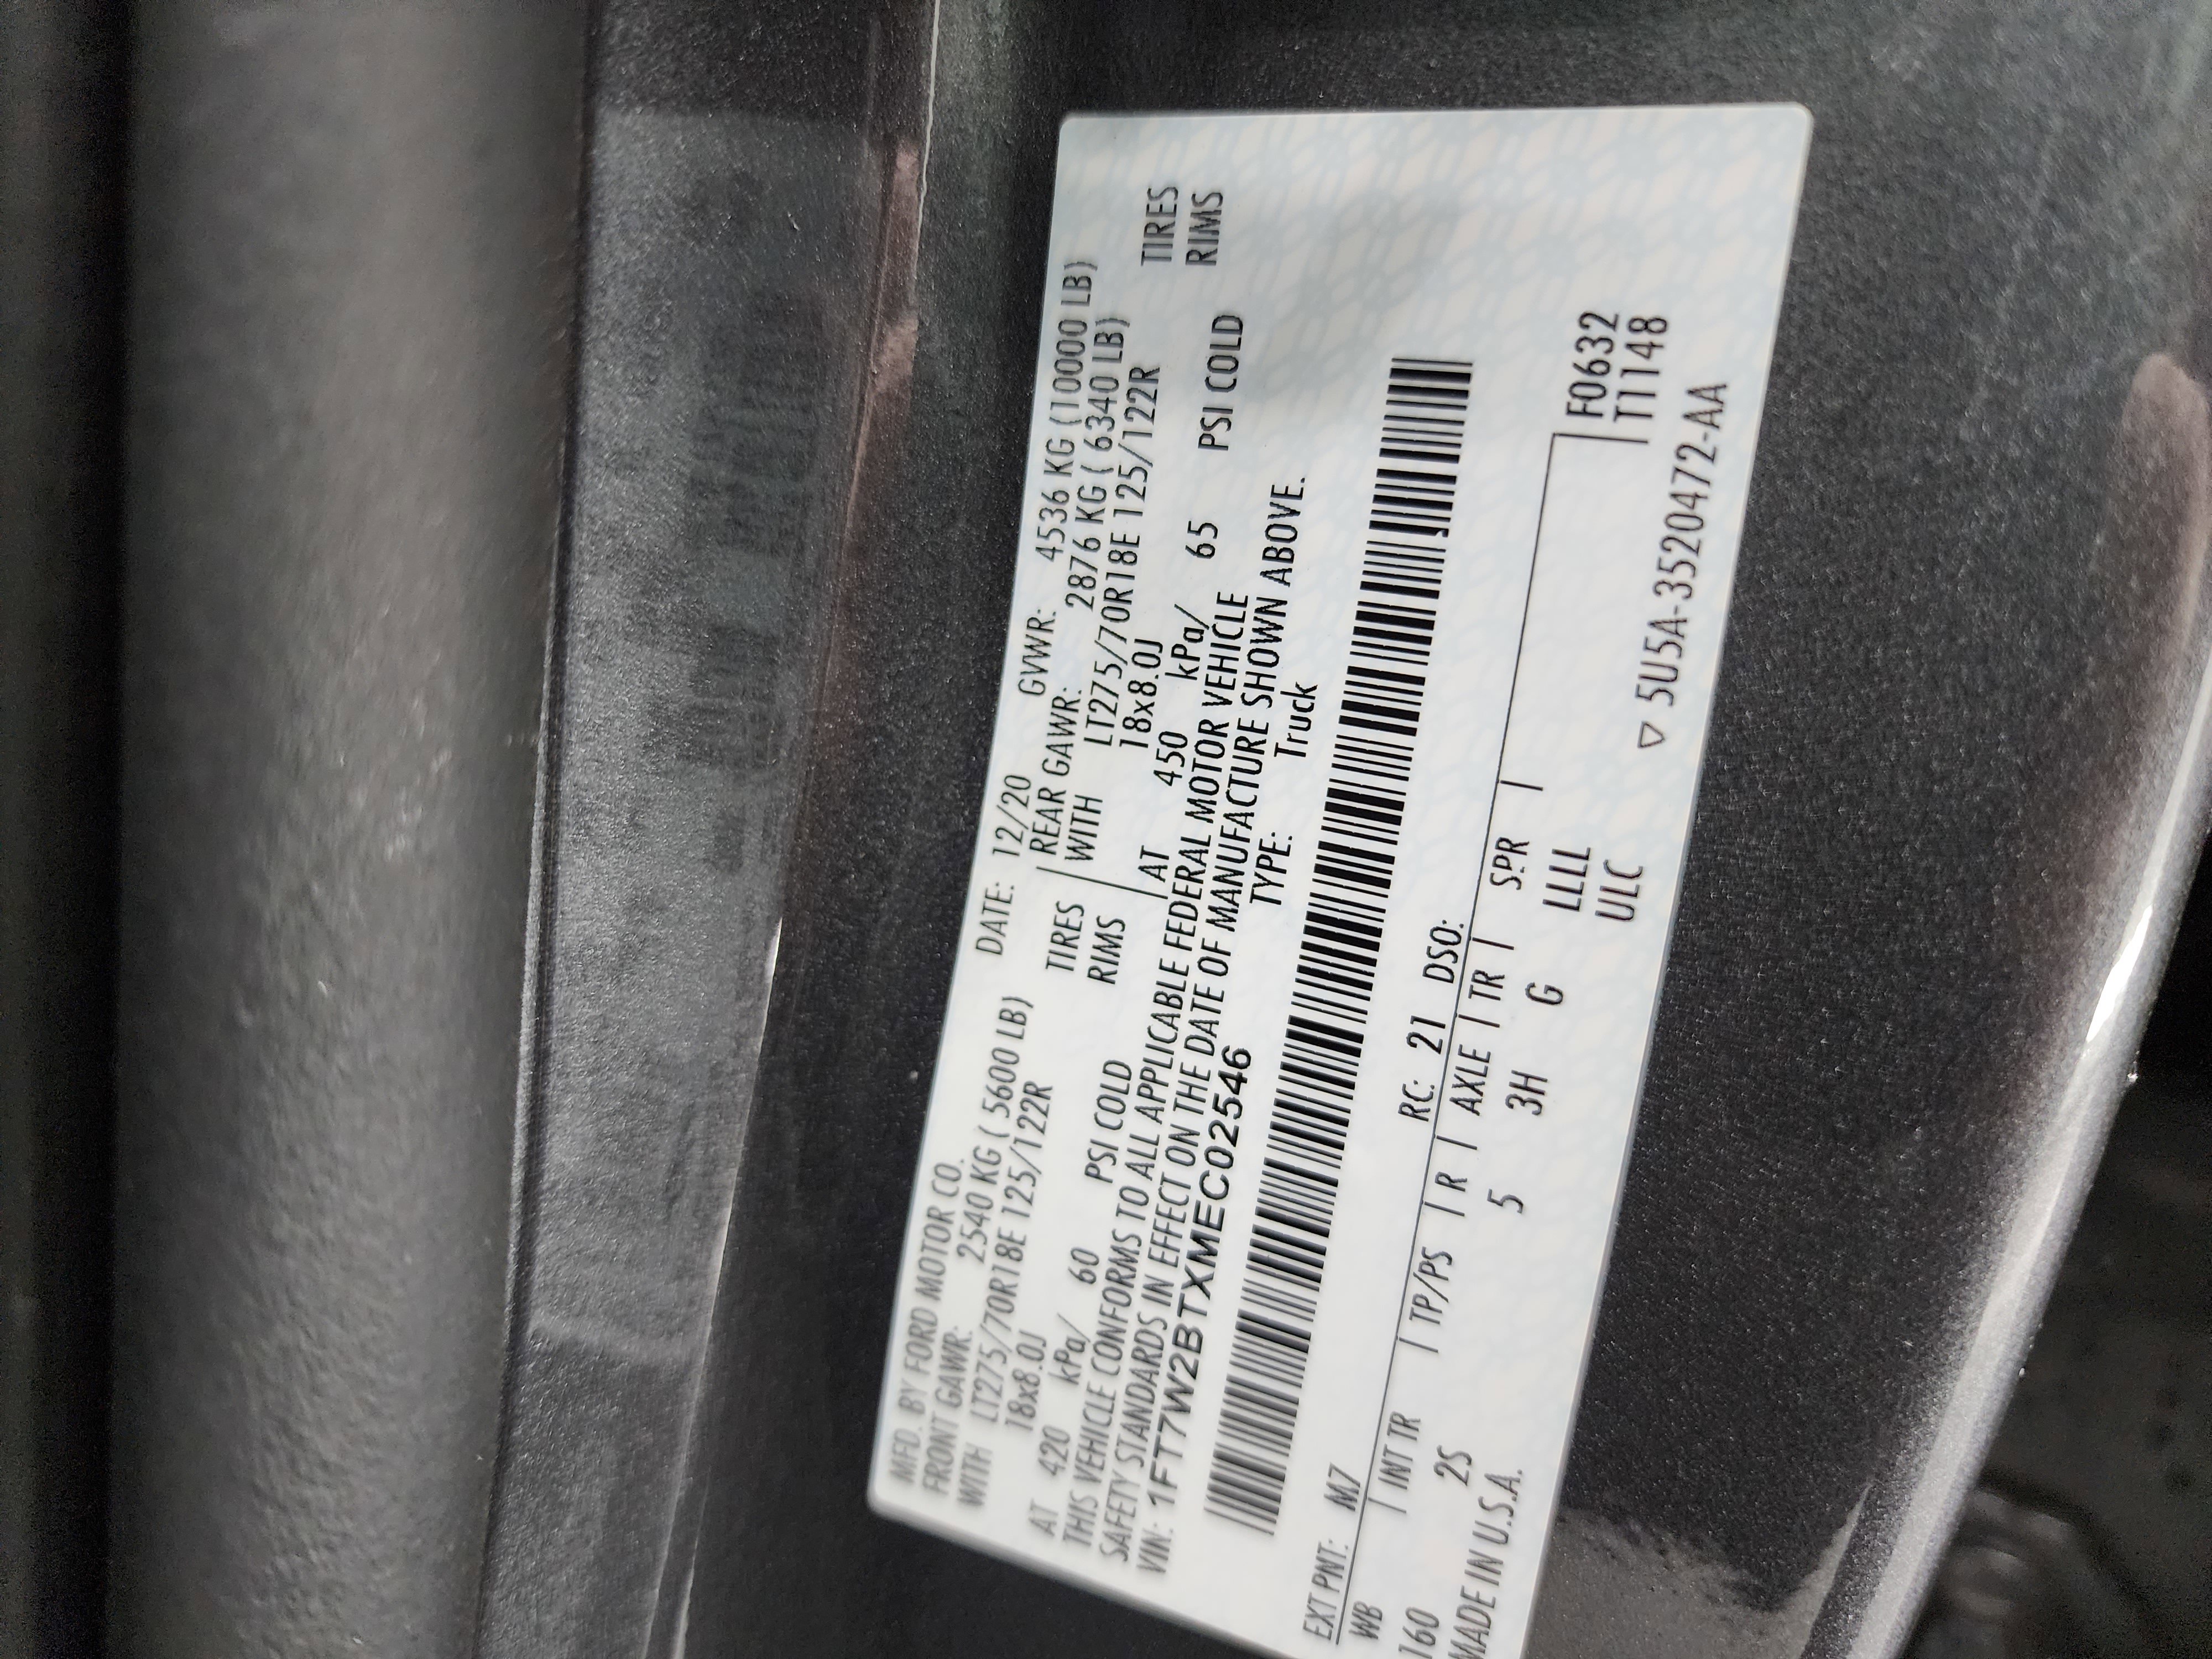 MFD. BY FORD MOTOR CO. DATE: 12/20 GVWR: 4536 KG (10000 LB)
FRONT GAWR: 2540 KG ( 5600 LB) REAR GAWR: 2876 KG ( 6340 LB)
WITH LT275/70R18E 125/122R TIRES WITH LT275/70R18E 125/122R TIRES
18x8.0J RIMS 18x8.0J RIMS
AT 420 kPa/ 60 PSI COLD AT 450 kPa/ 65 PSI COLD
THIS VEHICLE CONFORMS TO ALL APPLICABLE FEDERAL MOTOR VEHICLE
SAFETY STANDARDS IN EFFECT ON THE DATE OF MANUFACTURE SHOWN ABOVE.
VIN: 1FT7W2BTXMEC02546 TYPE: Truck
EXT PNT: M7 RC: 21 DSO:
WB | INT TR | TP/PS | R | AXLE | TR | SPR | F0632
160 2S 5 3H G LLLL T1148
MADE IN U.S.A. ULC
▽ 5U5A-3520472-AA